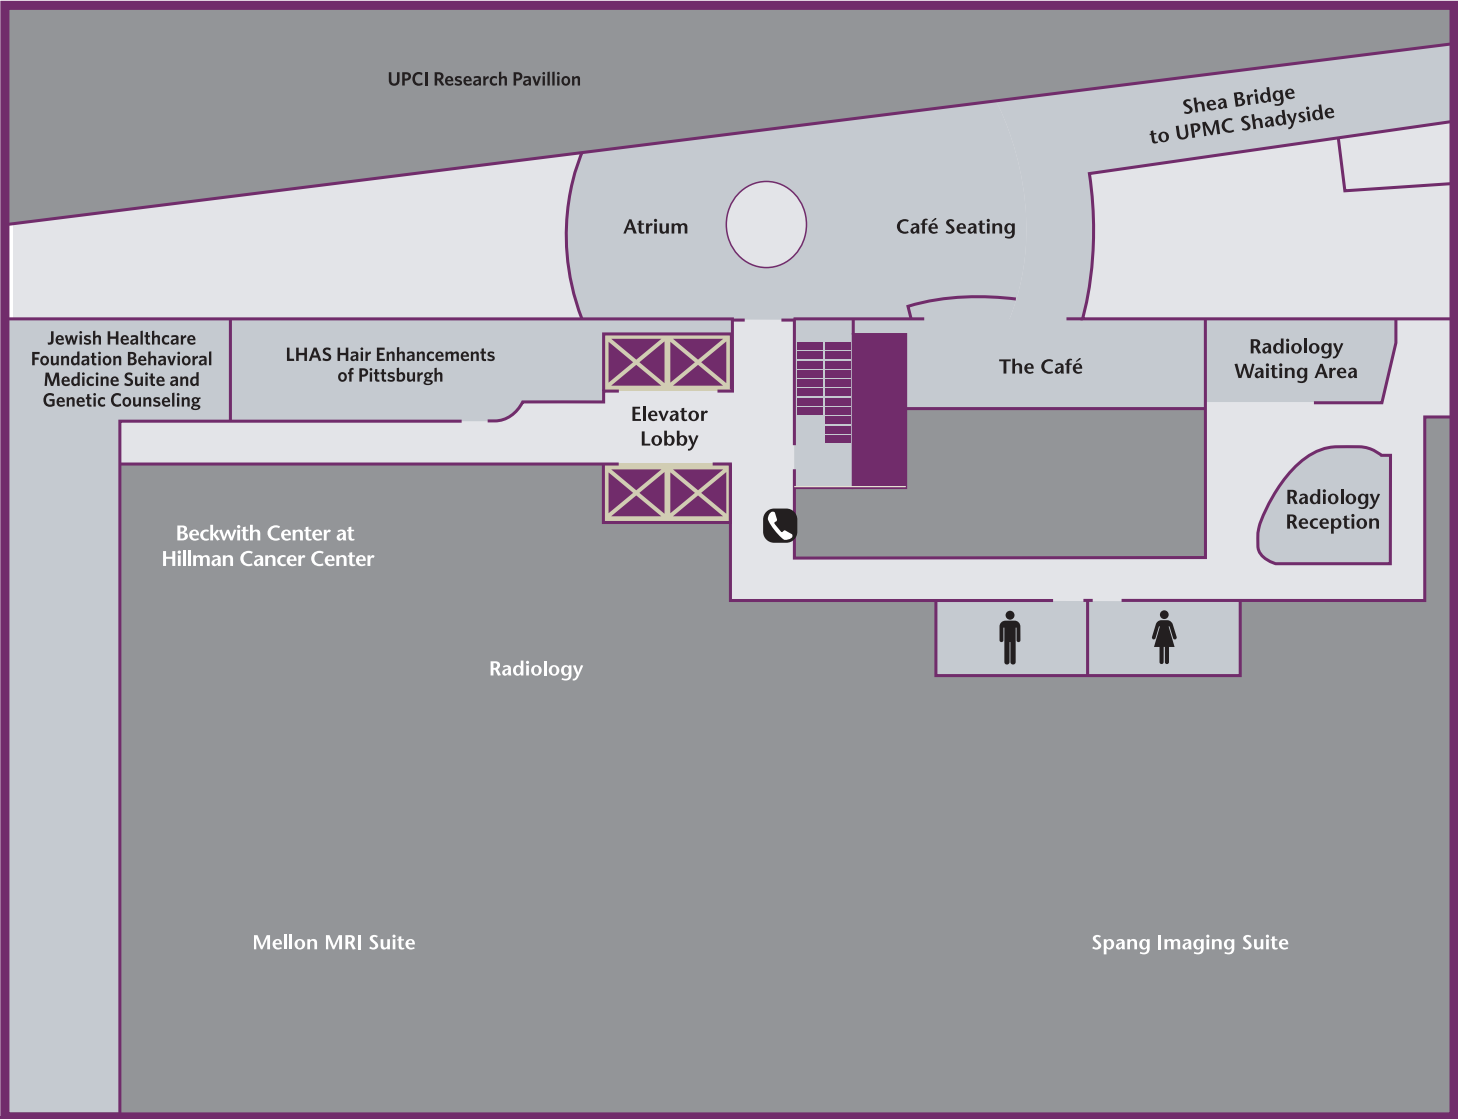 UPCI Research Pavillion
Shea Bridge
to UPMC Shadyside
Atrium
Café Seating
Jewish Healthcare
Foundation Behavioral
Medicine Suite and
Genetic Counseling
LHAS Hair Enhancements
of Pittsburgh
Elevator
Lobby
The Café
Radiology
Waiting Area
Radiology
Reception
Beckwith Center at
Hillman Cancer Center
Radiology
Mellon MRI Suite
Spang Imaging Suite